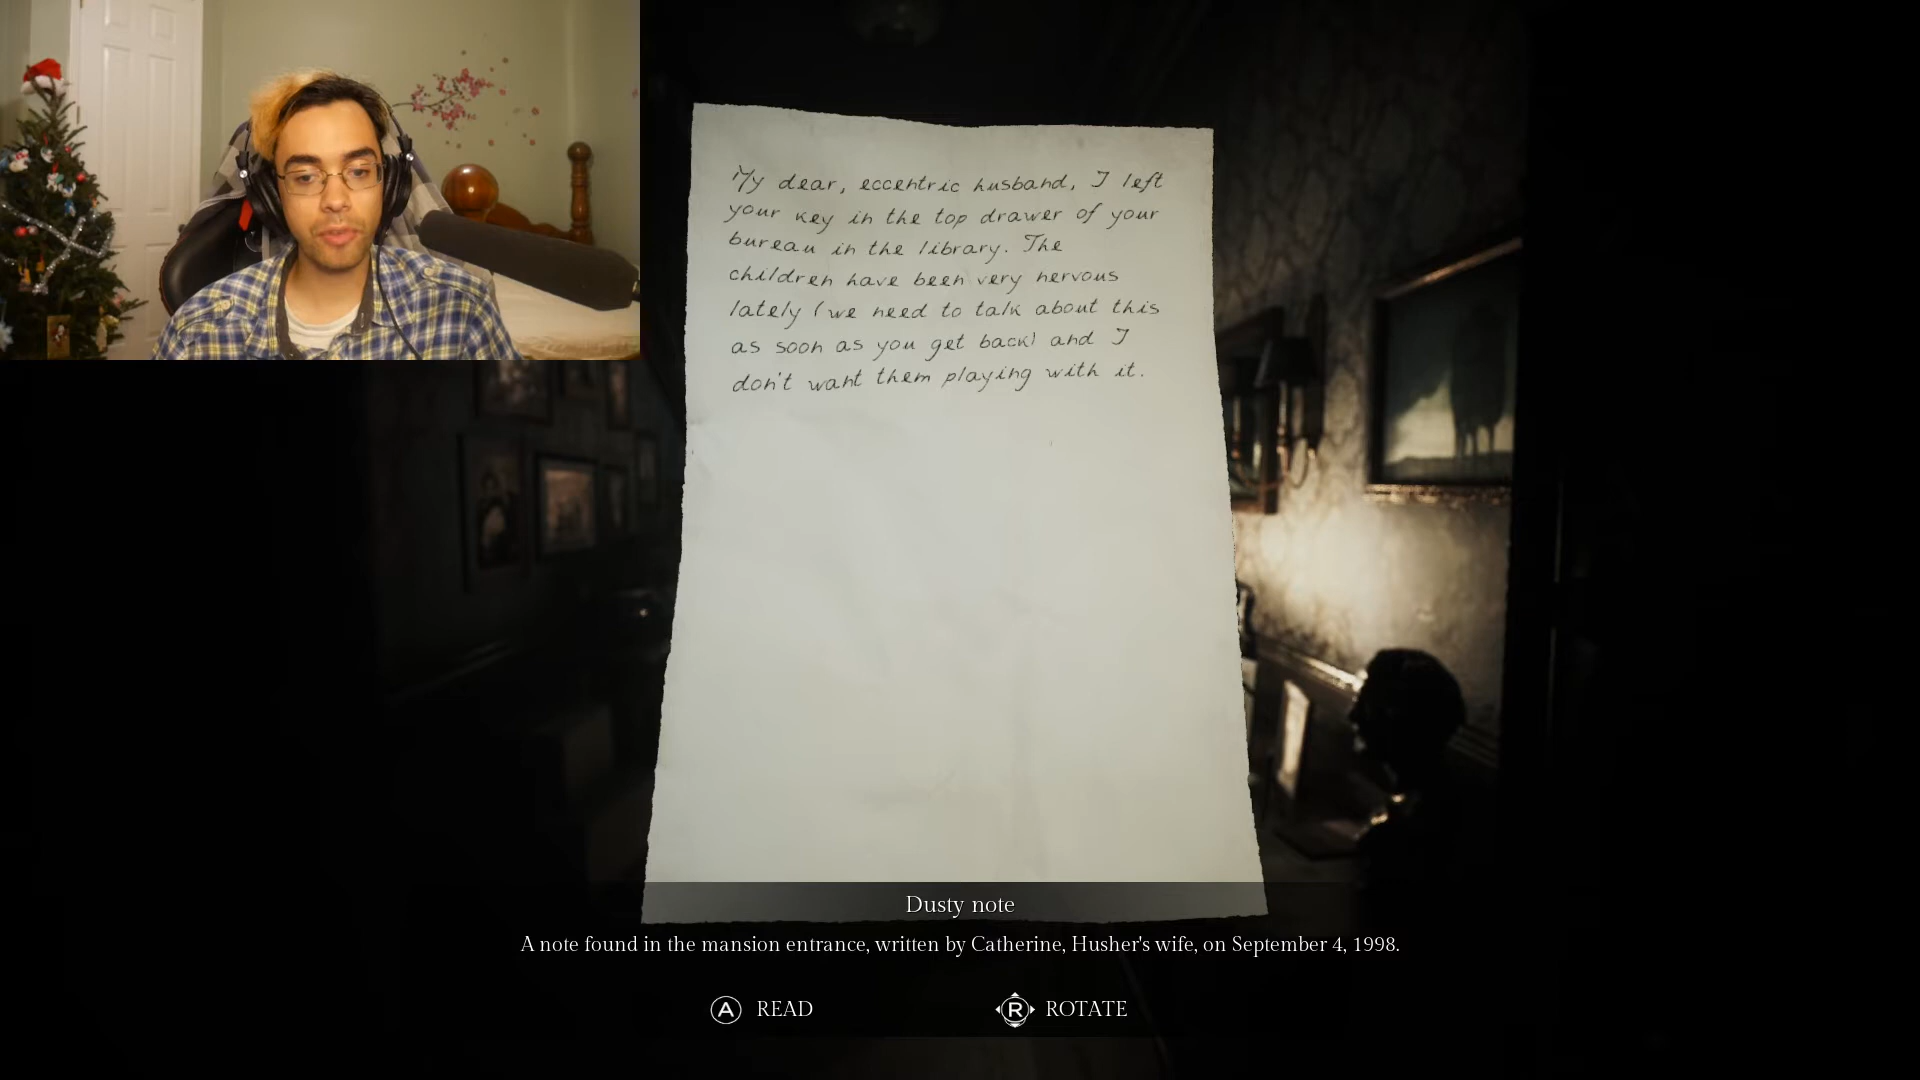 My dear, eccentric husband, I left
your key in the top drawer of your
bureau in the library. The
children have been very nervous
lately (we need to talk about this
as soon as you get back) and I
don't want them playing with it.
Dusty note
A note found in the mansion entrance, written by Catherine, Husher's wife, on September 4, 1998.
A READ
R ROTATE